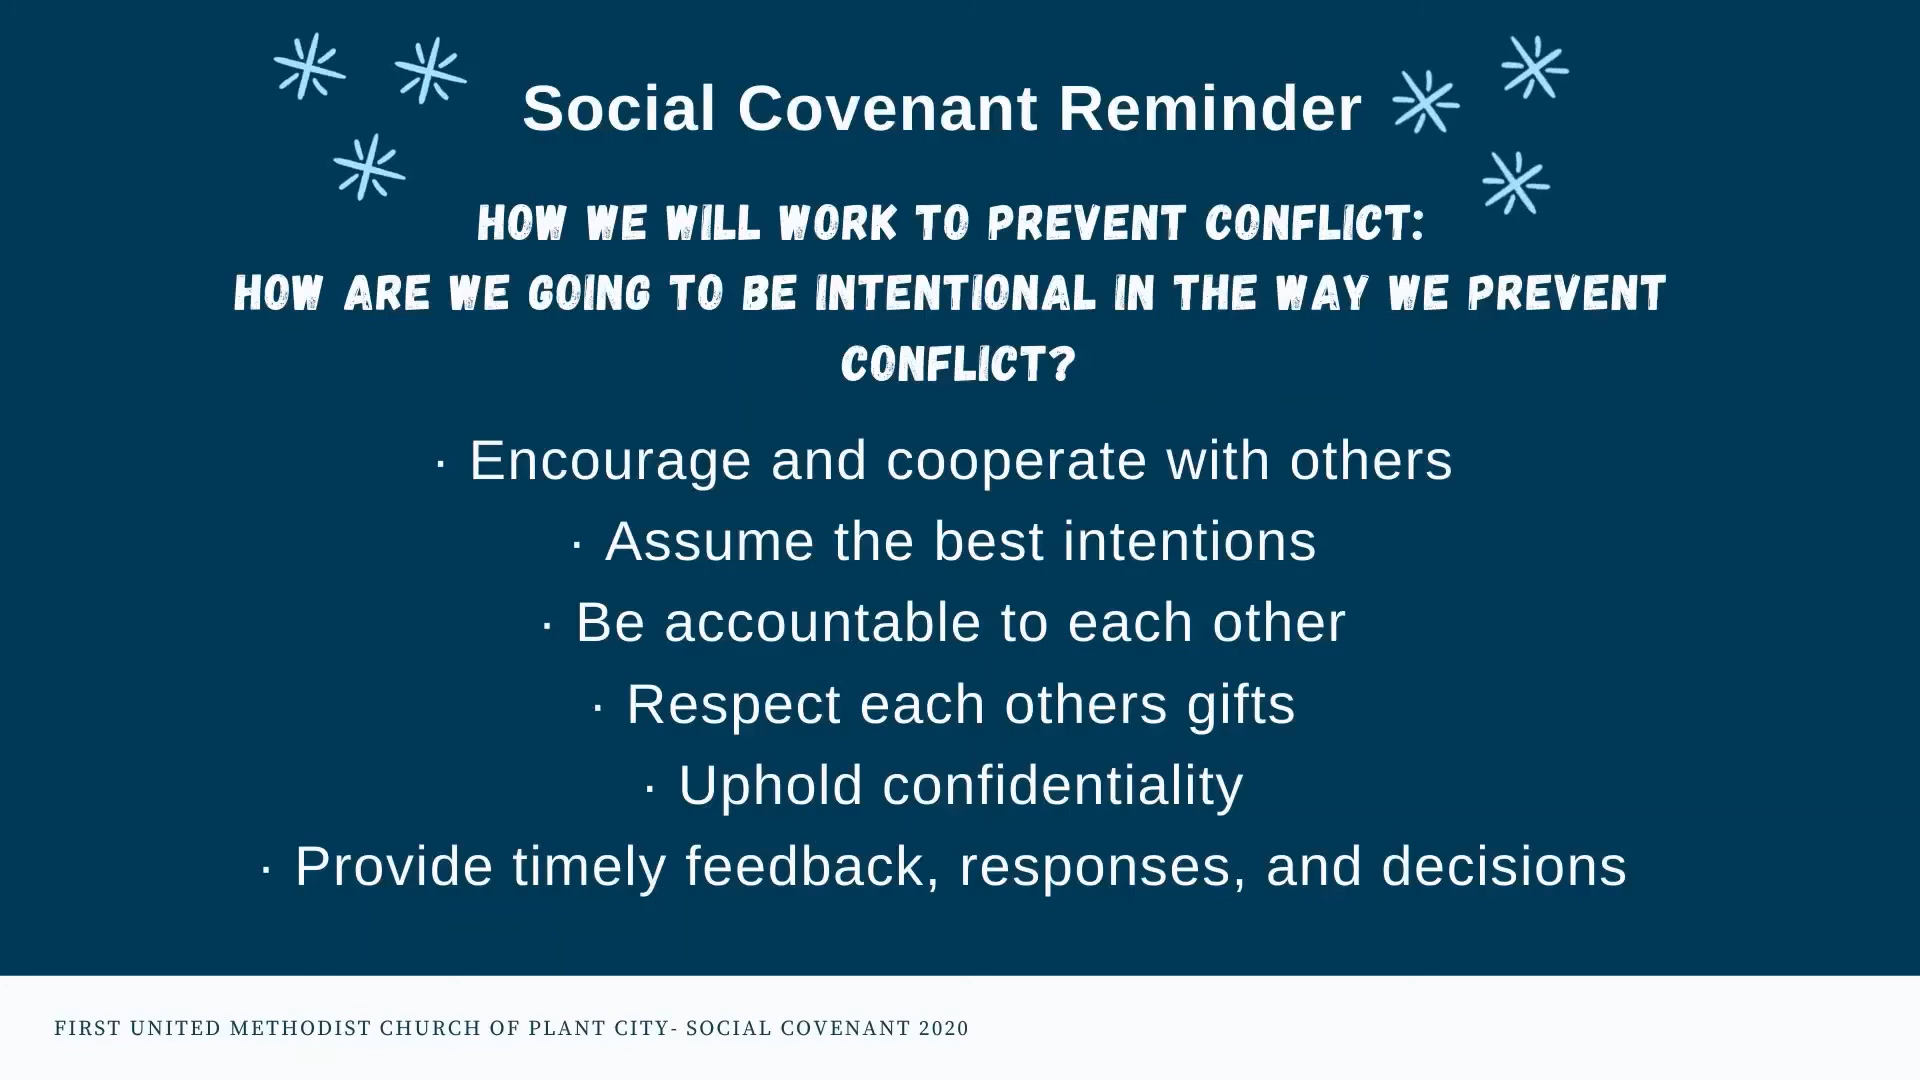 Social Covenant Reminder
HOW WE WILL WORK TO PREVENT CONFLICT:
HOW ARE WE GOING TO BE INTENTIONAL IN THE WAY WE PREVENT
CONFLICT?
· Encourage and cooperate with others
· Assume the best intentions
· Be accountable to each other
· Respect each others gifts
· Uphold confidentiality
· Provide timely feedback, responses, and decisions
FIRST UNITED METHODIST CHURCH OF PLANT CITY- SOCIAL COVENANT 2020